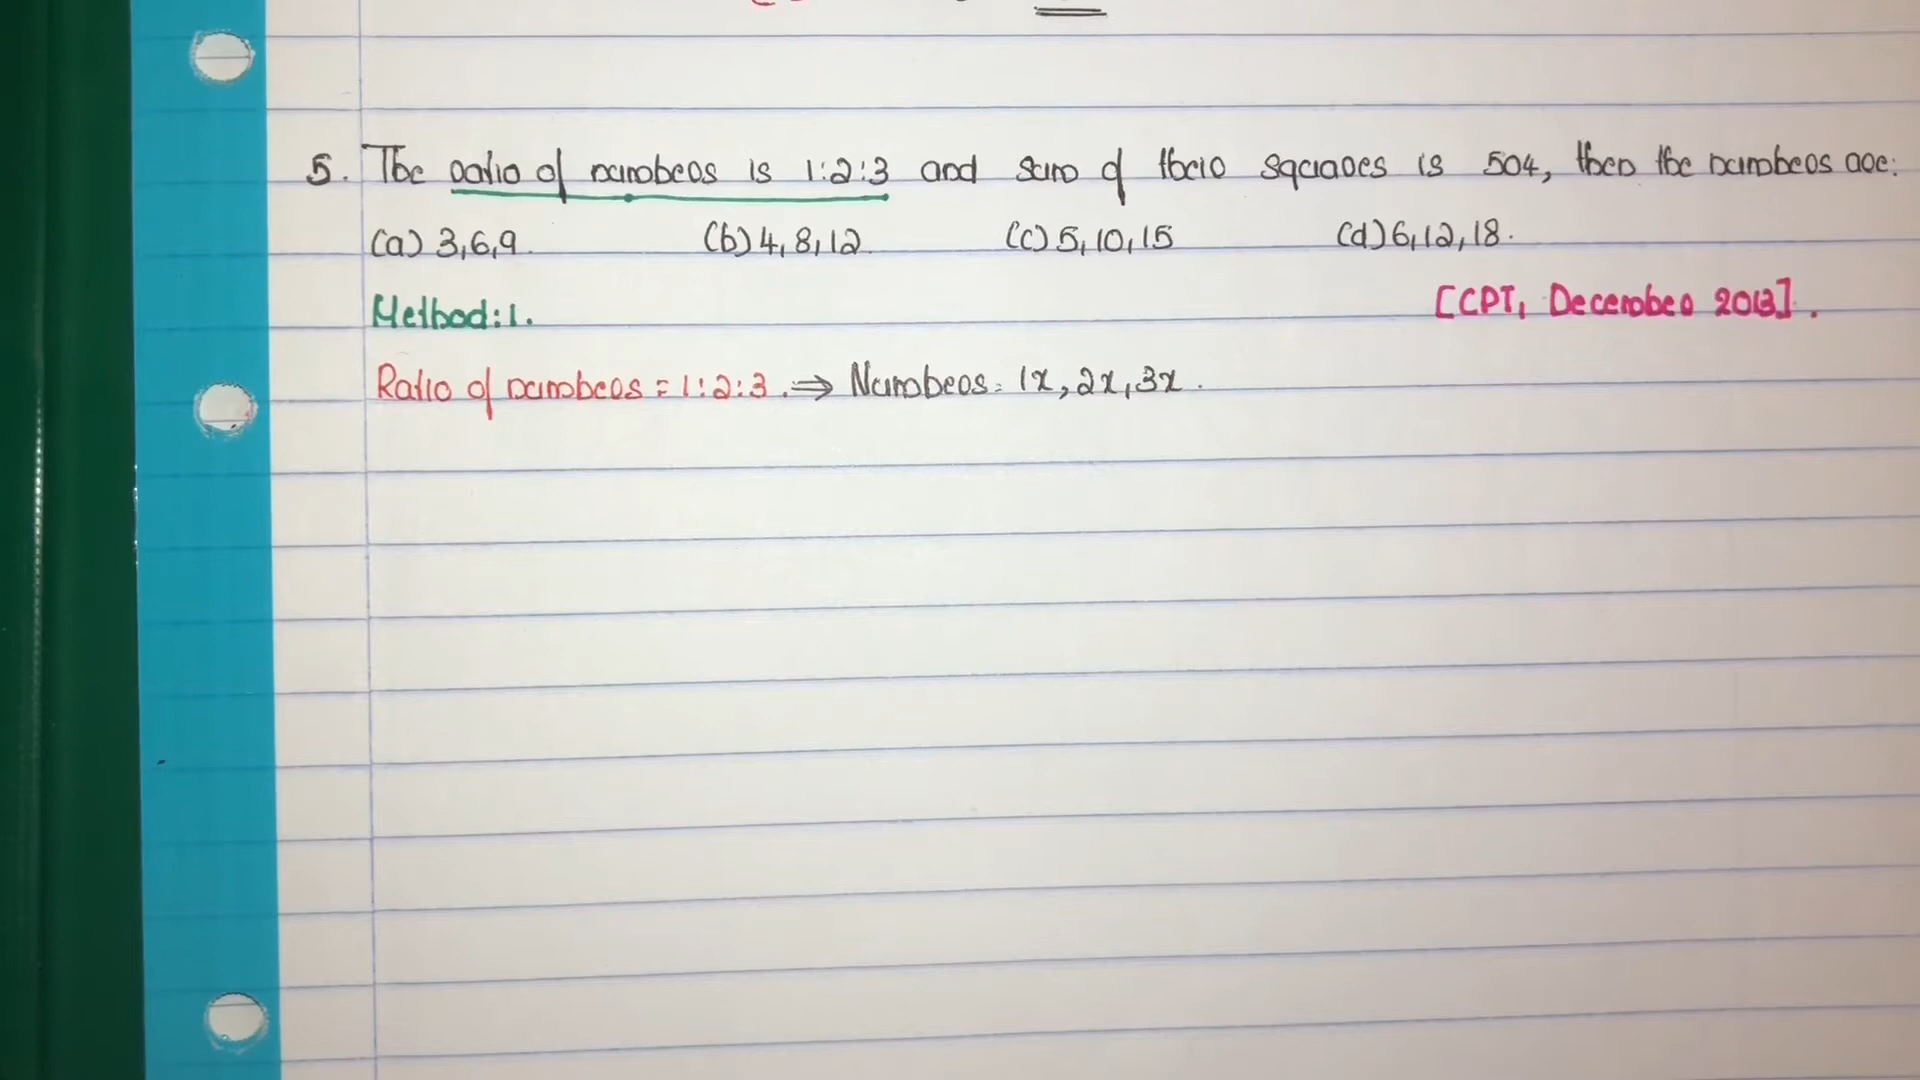 5. The ratio of numbers is 1:2:3 and sum of their squares is 504, then the numbers are:
(a) 3,6,9. (b) 4,8,12 (c) 5,10,15 (d) 6,12,18.
Method:1. [CPT, December 2013].
Ratio of numbers = 1:2:3. ⇒ Numbers = 1x, 2x, 3x.